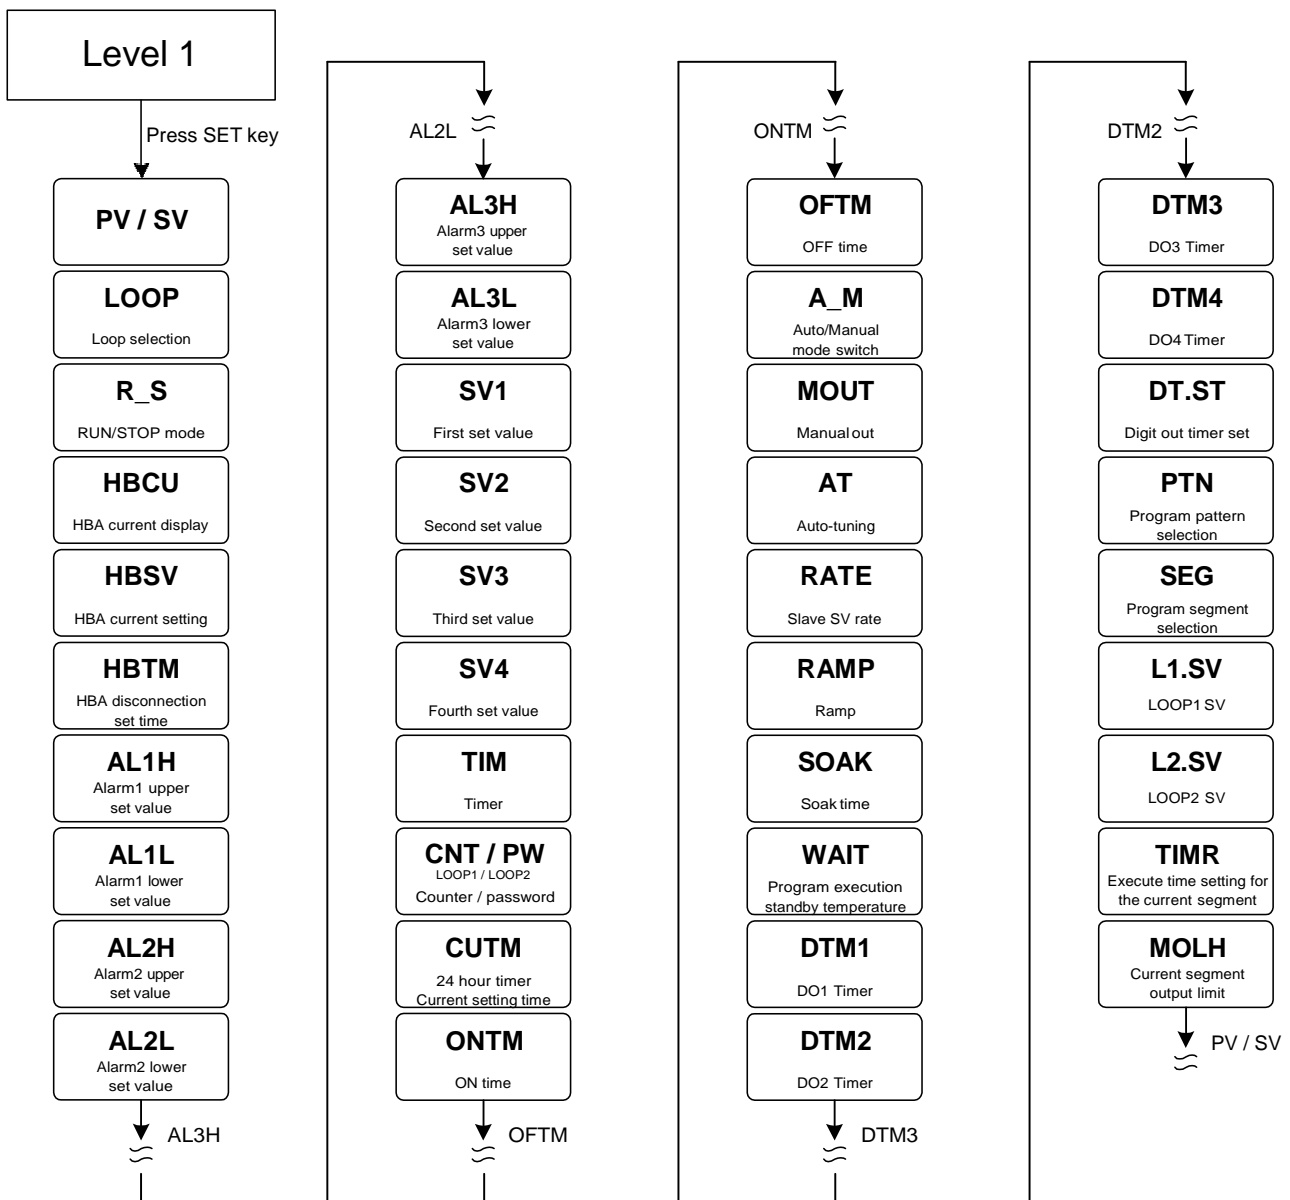 Level 1
Press SET key
PV / SV
LOOP
Loop selection
R_S
RUN/STOP mode
HBCU
HBA current display
HBSV
HBA current setting
HBTM
HBA disconnection
set time
AL1H
Alarm1 upper
set value
AL1L
Alarm1 lower
set value
AL2H
Alarm2 upper
set value
AL2L
Alarm2 lower
set value
AL3H
AL2L
AL3H
Alarm3 upper
set value
AL3L
Alarm3 lower
set value
SV1
First set value
SV2
Second set value
SV3
Third set value
SV4
Fourth set value
TIM
Timer
CNT / PW
LOOP1 / LOOP2
Counter / password
CUTM
24 hour timer
Current setting time
ONTM
ON time
OFTM
ONTM
OFTM
OFF time
A_M
Auto/Manual
mode switch
MOUT
Manual out
AT
Auto-tuning
RATE
Slave SV rate
RAMP
Ramp
SOAK
Soak time
WAIT
Program execution
standby temperature
DTM1
DO1 Timer
DTM2
DO2 Timer
DTM3
DTM2
DTM3
DO3 Timer
DTM4
DO4 Timer
DT.ST
Digit out timer set
PTN
Program pattern
selection
SEG
Program segment
selection
L1.SV
LOOP1 SV
L2.SV
LOOP2 SV
TIMR
Execute time setting for
the current segment
MOLH
Current segment
output limit
PV / SV